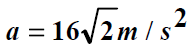 a = 16√2 m / s²